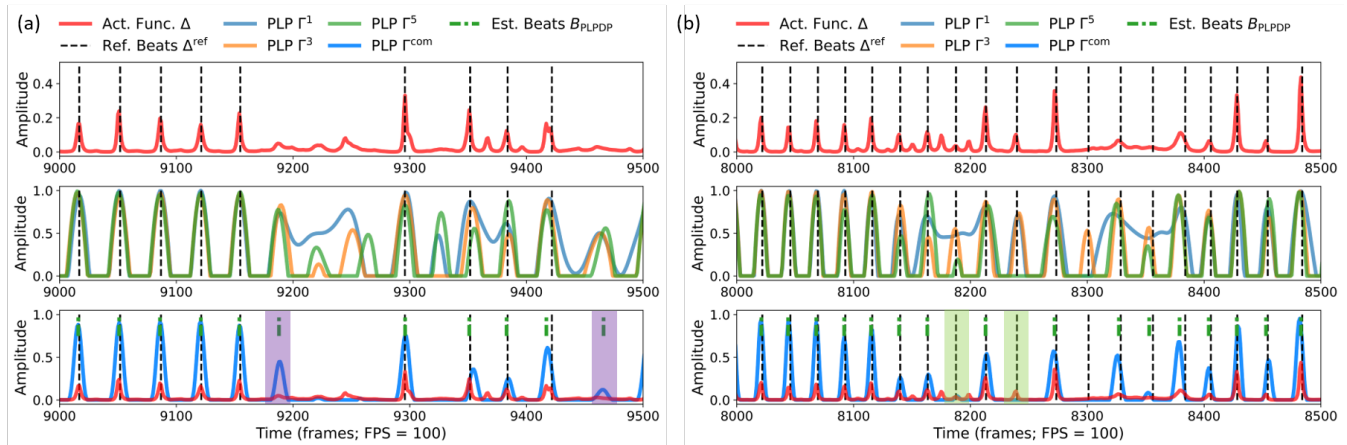 (a)
Act. Func. Δ
PLP Γ¹
PLP Γ⁵
Est. Beats B_PLPDP
Ref. Beats Δ^ref
PLP Γ³
PLP Γ^com
Amplitude
0.4
0.2
0.0
9000 9100 9200 9300 9400 9500
Amplitude
1.0
0.5
0.0
9000 9100 9200 9300 9400 9500
Amplitude
1.0
0.5
0.0
9000 9100 9200 9300 9400 9500
Time (frames; FPS = 100)
(b)
Act. Func. Δ
PLP Γ¹
PLP Γ⁵
Est. Beats B_PLPDP
Ref. Beats Δ^ref
PLP Γ³
PLP Γ^com
Amplitude
0.4
0.2
0.0
8000 8100 8200 8300 8400 8500
Amplitude
1.0
0.5
0.0
8000 8100 8200 8300 8400 8500
Amplitude
1.0
0.5
0.0
8000 8100 8200 8300 8400 8500
Time (frames; FPS = 100)